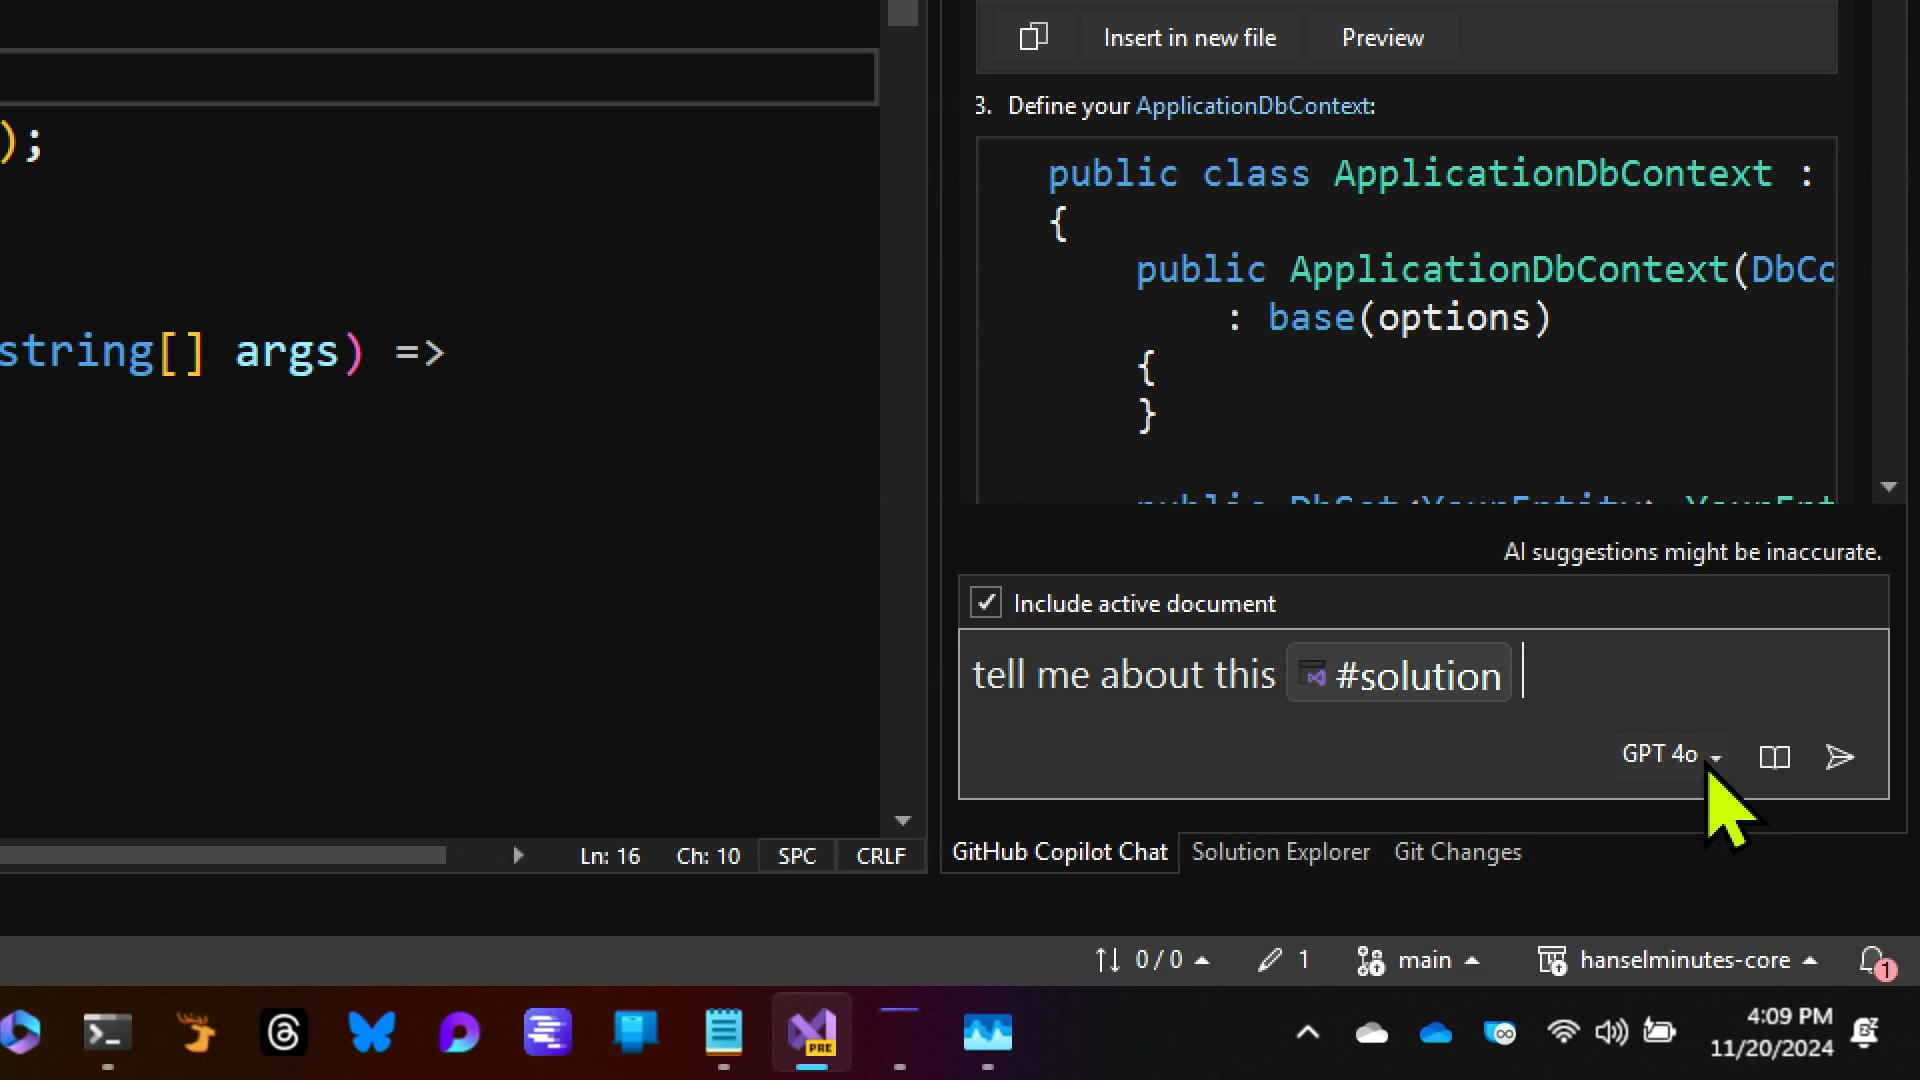 Insert in new file Preview
3. Define your ApplicationDbContext:
public class ApplicationDbContext :
{
public ApplicationDbContext(DbCo
: base(options)
{
}
);
string[] args) =>
AI suggestions might be inaccurate.
Include active document
tell me about this #solution
GPT 4o
Ln: 16 Ch: 10 SPC CRLF
GitHub Copilot Chat Solution Explorer Git Changes
0 / 0 1 main hanselminutes-core 1
PRE
4:09 PM
11/20/2024